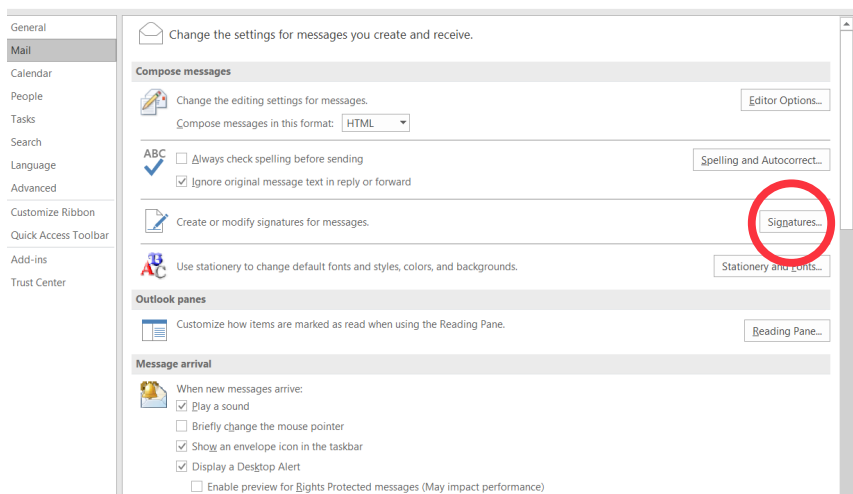 General
Mail
Calendar
People
Tasks
Search
Language
Advanced
Customize Ribbon
Quick Access Toolbar
Add-ins
Trust Center
Change the settings for messages you create and receive.
Compose messages
Change the editing settings for messages.
Editor Options...
Compose messages in this format: HTML
ABC
Always check spelling before sending
Spelling and Autocorrect...
Ignore original message text in reply or forward
Create or modify signatures for messages.
Signatures...
Use stationery to change default fonts and styles, colors, and backgrounds.
Stationery and Fonts...
Outlook panes
Customize how items are marked as read when using the Reading Pane.
Reading Pane...
Message arrival
When new messages arrive:
Play a sound
Briefly change the mouse pointer
Show an envelope icon in the taskbar
Display a Desktop Alert
Enable preview for Rights Protected messages (May impact performance)